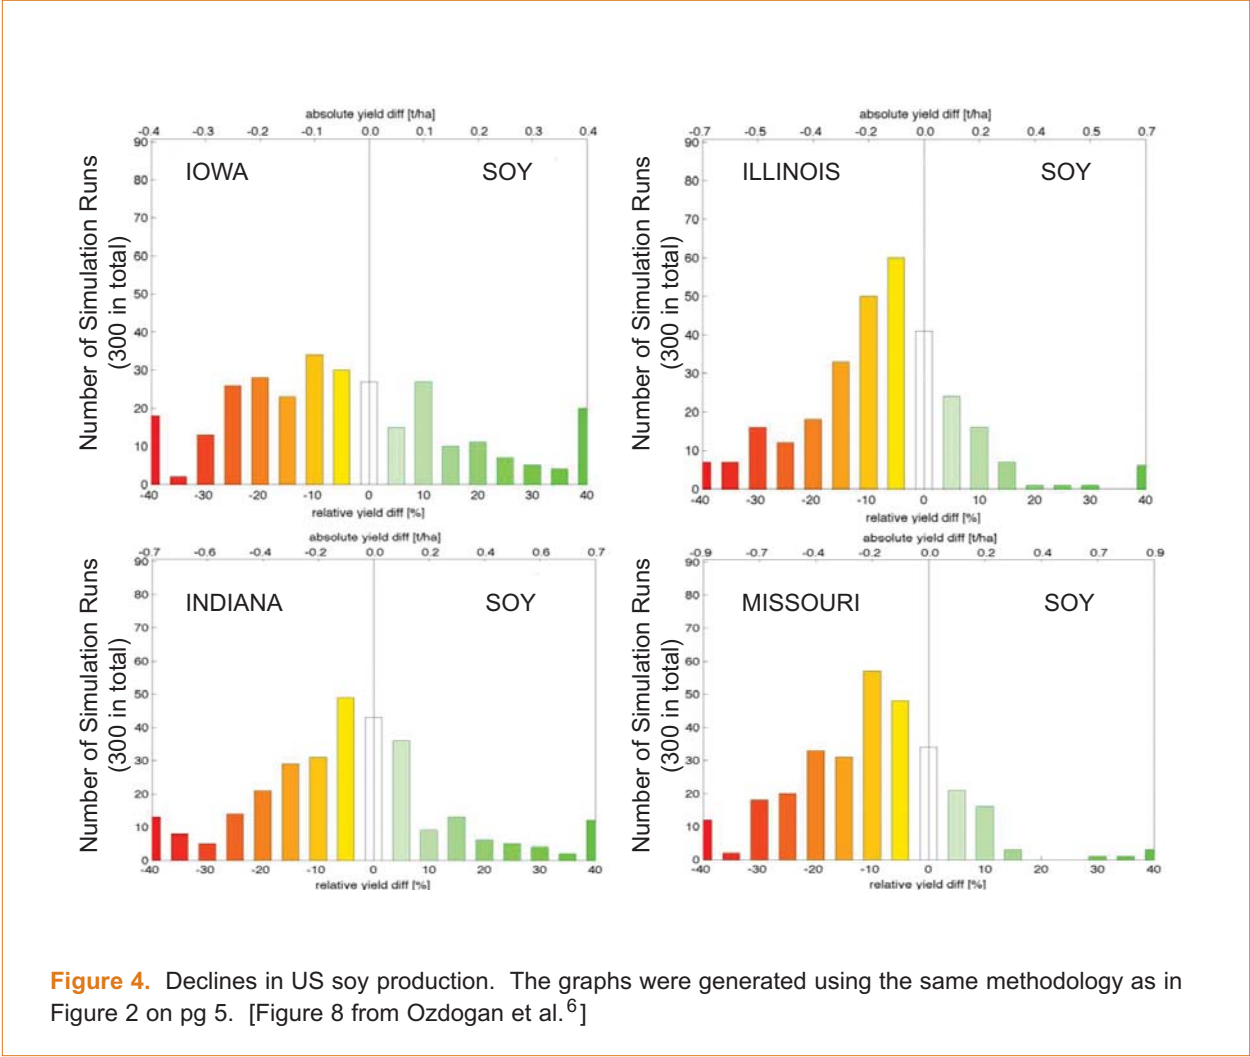 absolute yield diff [t/ha]
-0.4 -0.3 -0.2 -0.1 0.0 0.1 0.2 0.3 0.4
IOWA SOY
90
80
70
60
50
40
30
20
10
0
Number of Simulation Runs
(300 in total)
-40 -30 -20 -10 0 10 20 30 40
relative yield diff [%]
absolute yield diff [t/ha]
-0.7 -0.5 -0.4 -0.2 0.0 0.2 0.4 0.5 0.7
ILLINOIS SOY
90
80
70
60
50
40
30
20
10
0
Number of Simulation Runs
(300 in total)
-40 -30 -20 -10 0 10 20 30 40
relative yield diff [%]
absolute yield diff [t/ha]
-0.7 -0.6 -0.4 -0.2 0.0 0.2 0.4 0.6 0.7
INDIANA SOY
90
80
70
60
50
40
30
20
10
0
Number of Simulation Runs
(300 in total)
-40 -30 -20 -10 0 10 20 30 40
relative yield diff [%]
absolute yield diff [t/ha]
-0.9 -0.7 -0.4 -0.2 0.0 0.2 0.4 0.7 0.9
MISSOURI SOY
90
80
70
60
50
40
30
20
10
0
Number of Simulation Runs
(300 in total)
-40 -30 -20 -10 0 10 20 30 40
relative yield diff [%]
Figure 4. Declines in US soy production. The graphs were generated using the same methodology as in
Figure 2 on pg 5. [Figure 8 from Ozdogan et al.6]